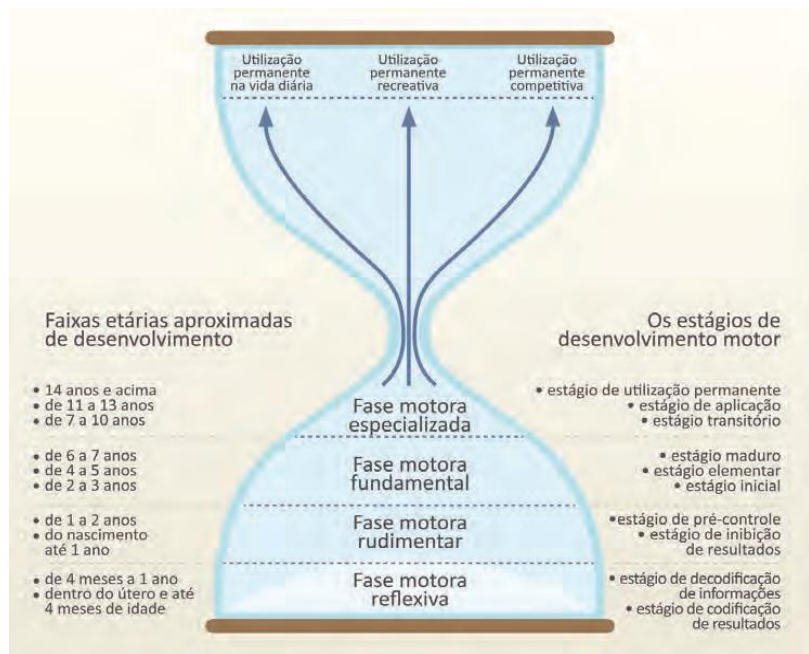 Utilização
permanente
na vida diária
Utilização
permanente
recreativa
Utilização
permanente
competitiva
Faixas etárias aproximadas
de desenvolvimento
Os estágios de
desenvolvimento motor
• 14 anos e acima
• de 11 a 13 anos
• de 7 a 10 anos
Fase motora
especializada
• estágio de utilização permanente
• estágio de aplicação
• estágio transitório
• de 6 a 7 anos
• de 4 a 5 anos
• de 2 a 3 anos
Fase motora
fundamental
• estágio maduro
• estágio elementar
• estágio inicial
• de 1 a 2 anos
• do nascimento
até 1 ano
Fase motora
rudimentar
•estágio de pré-controle
• estágio de inibição
de resultados
• de 4 meses a 1 ano
• dentro do útero e até
4 meses de idade
Fase motora
reflexiva
• estágio de decodificação
de informações
• estágio de codificação
de resultados